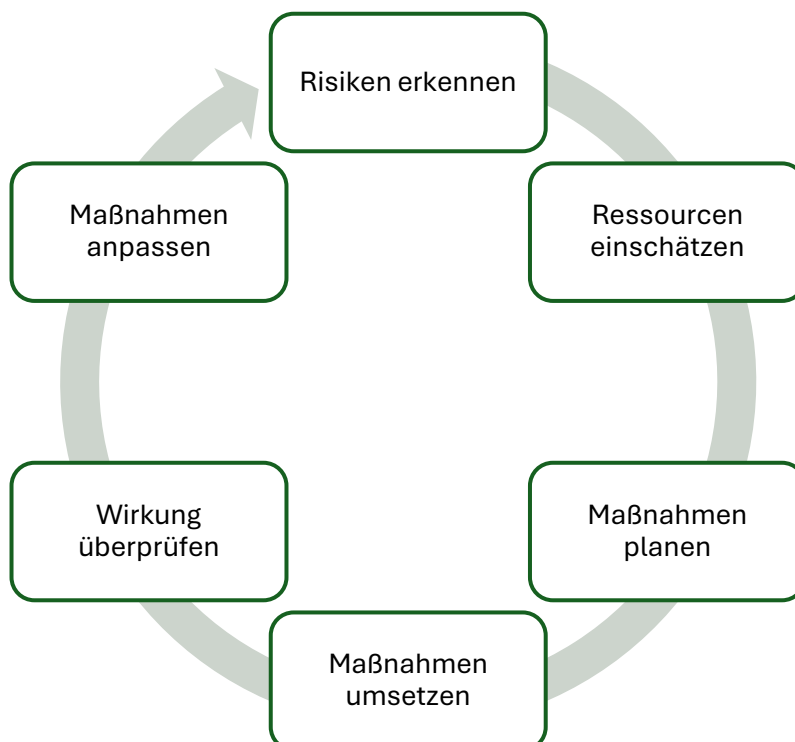 Risiken erkennen
Ressourcen
einschätzen
Maßnahmen
planen
Maßnahmen
umsetzen
Wirkung
überprüfen
Maßnahmen
anpassen